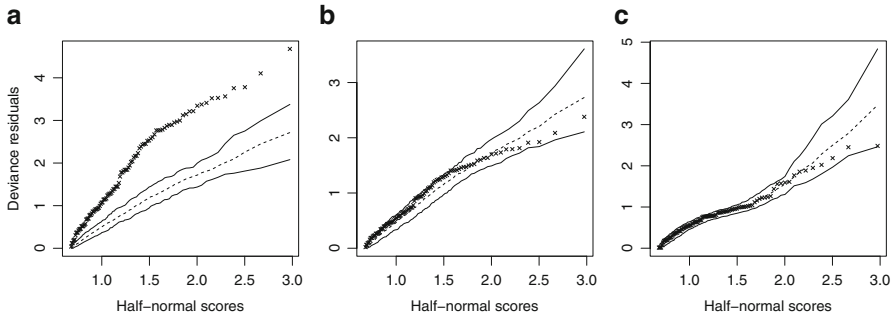 a
b
c
Deviance residuals
0 1 2 3 4
0 1 2 3
0 1 2 3 4 5
1.0 1.5 2.0 2.5 3.0
1.0 1.5 2.0 2.5 3.0
1.0 1.5 2.0 2.5 3.0
Half−normal scores
Half−normal scores
Half−normal scores